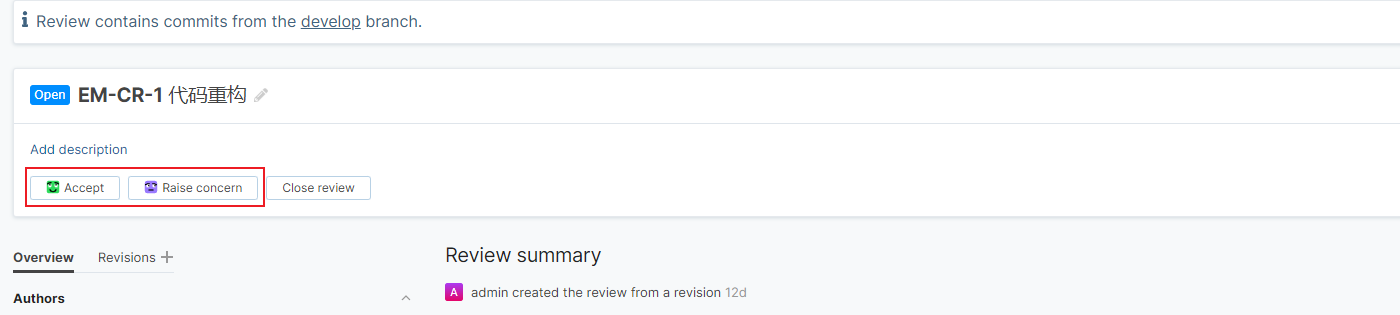 Review contains commits from the develop branch.
Open EM-CR-1 代码重构
Add description
Accept Raise concern Close review
Overview Revisions
Review summary
Authors
A admin created the review from a revision 12d